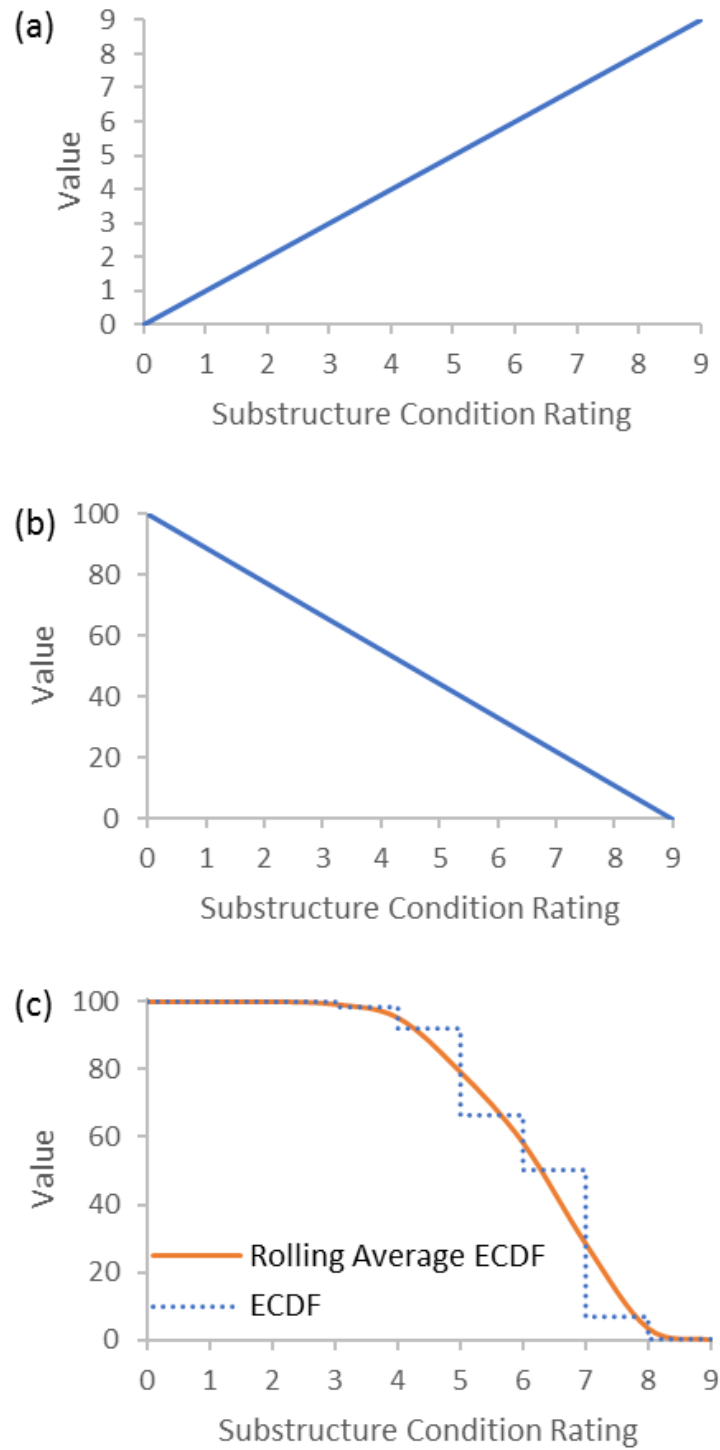 (a)
9
8
7
6
5
4
3
2
1
0
Value
0 1 2 3 4 5 6 7 8 9
Substructure Condition Rating
(b)
100
80
60
40
20
0
Value
0 1 2 3 4 5 6 7 8 9
Substructure Condition Rating
(c)
100
80
60
40
20
0
Value
Rolling Average ECDF
ECDF
0 1 2 3 4 5 6 7 8 9
Substructure Condition Rating